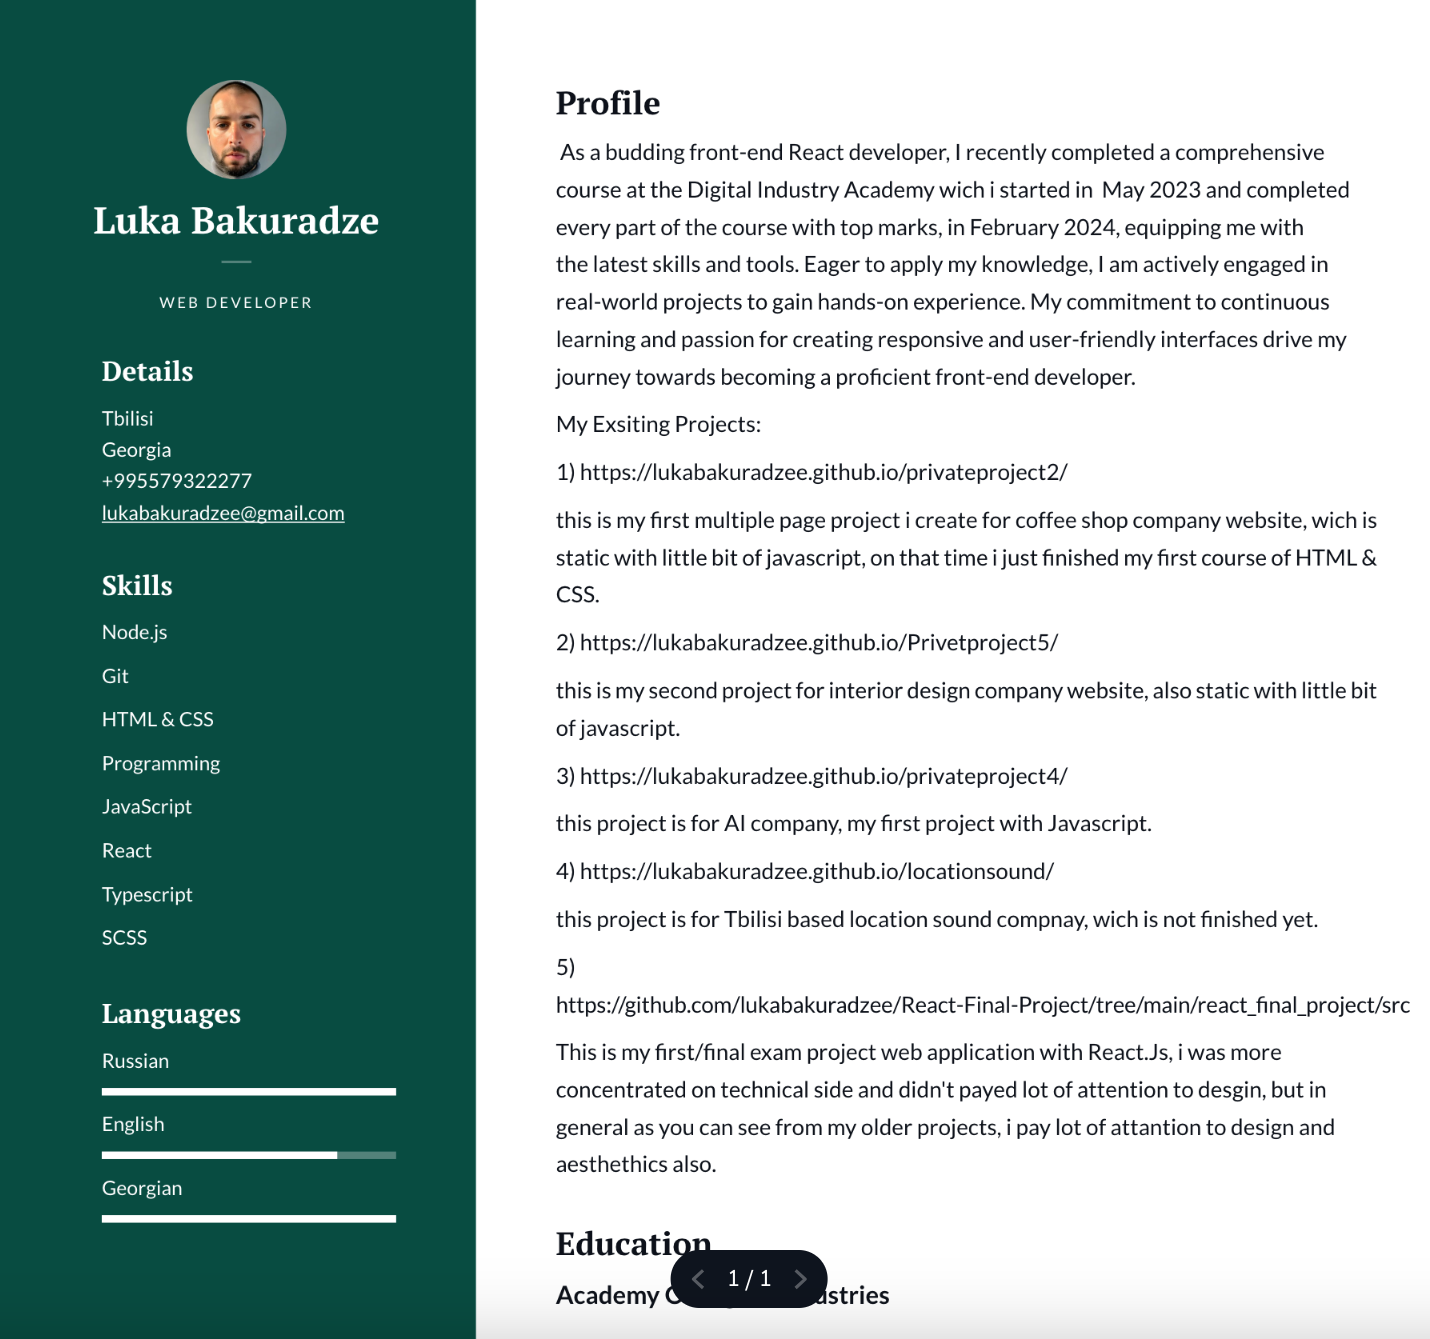 Luka Bakuradze
WEB DEVELOPER
Details
Tbilisi
Georgia
+995579322277
lukabakuradzee@gmail.com
Skills
Node.js
Git
HTML & CSS
Programming
JavaScript
React
Typescript
SCSS
Languages
Russian
English
Georgian
Profile
As a budding front-end React developer, I recently completed a comprehensive
course at the Digital Industry Academy wich i started in May 2023 and completed
every part of the course with top marks, in February 2024, equipping me with
the latest skills and tools. Eager to apply my knowledge, I am actively engaged in
real-world projects to gain hands-on experience. My commitment to continuous
learning and passion for creating responsive and user-friendly interfaces drive my
journey towards becoming a proficient front-end developer.
My Exsiting Projects:
1) https://lukabakuradzee.github.io/privateproject2/
this is my first multiple page project i create for coffee shop company website, wich is
static with little bit of javascript, on that time i just finished my first course of HTML &
CSS.
2) https://lukabakuradzee.github.io/Privetproject5/
this is my second project for interior design company website, also static with little bit
of javascript.
3) https://lukabakuradzee.github.io/privateproject4/
this project is for AI company, my first project with Javascript.
4) https://lukabakuradzee.github.io/locationsound/
this project is for Tbilisi based location sound compnay, wich is not finished yet.
5)
https://github.com/lukabakuradzee/React-Final-Project/tree/main/react_final_project/src
This is my first/final exam project web application with React.Js, i was more
concentrated on technical side and didn't payed lot of attention to desgin, but in
general as you can see from my older projects, i pay lot of attantion to design and
aesthethics also.
Education
1 / 1
Academy